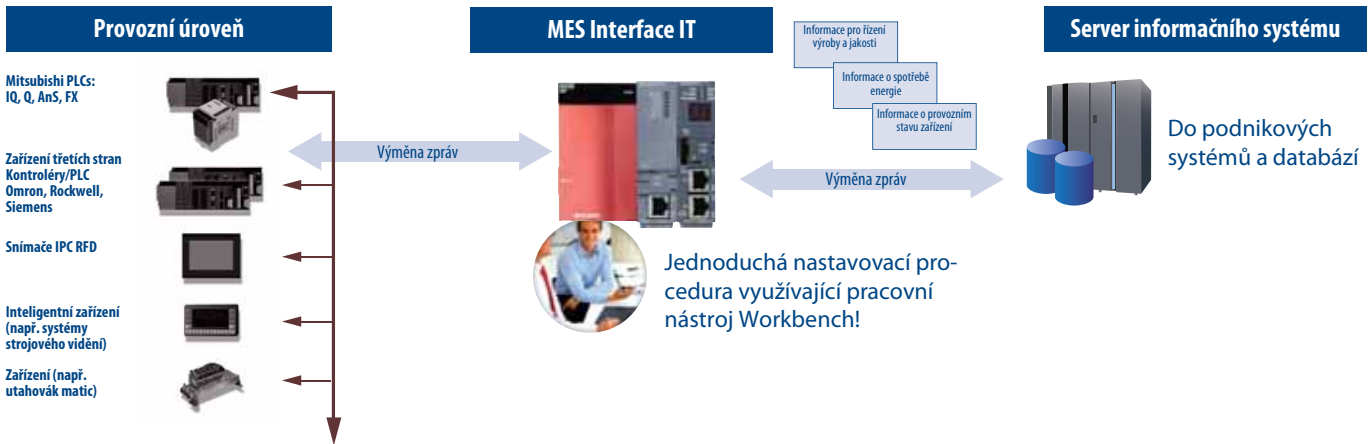 Provozní úroveň
Mitsubishi PLCs:
IQ, Q, AnS, FX
Zařízení třetích stran
Kontroléry/PLC
Omron, Rockwell,
Siemens
Snímače IPC RFD
Inteligentní zařízení
(např. systémy
strojového vidění)
Zařízení (např.
utahovák matic)
Výměna zpráv
MES Interface IT
Jednoduchá nastavovací pro-
cedura využívající pracovní
nástroj Workbench!
Informace pro řízení
výroby a jakosti
Informace o spotřebě
energie
Informace o provozním
stavu zařízení
Výměna zpráv
Server informačního systému
Do podnikových
systémů a databází